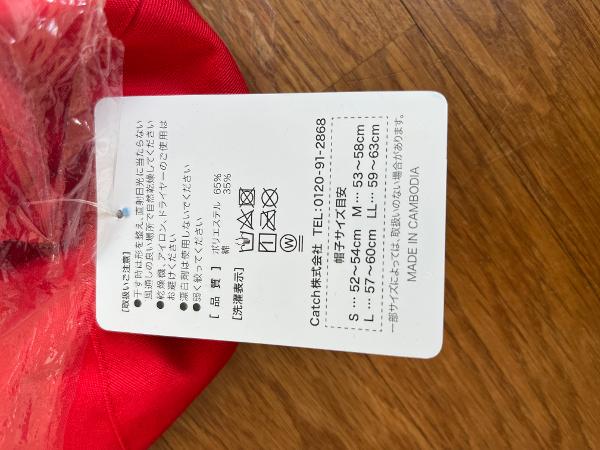 [取扱いご注意]
●干す時は形を整え、直射日光に当たらない
風通しの良い場所で自然乾燥してください
●乾燥機、アイロン、ドライヤーのご使用は
お避けください
●漂白剤は使用しないでください
●弱く絞ってください
[品 質] ポリエステル 65%
綿 35%
[洗濯表示]
W
Catch株式会社 TEL:0120-91-2868
帽子サイズ目安
S … 52〜54cm M … 53〜58cm
L … 57〜60cm LL … 59〜63cm
一部サイズによっては、取扱いのない場合があります。
MADE IN CAMBODIA